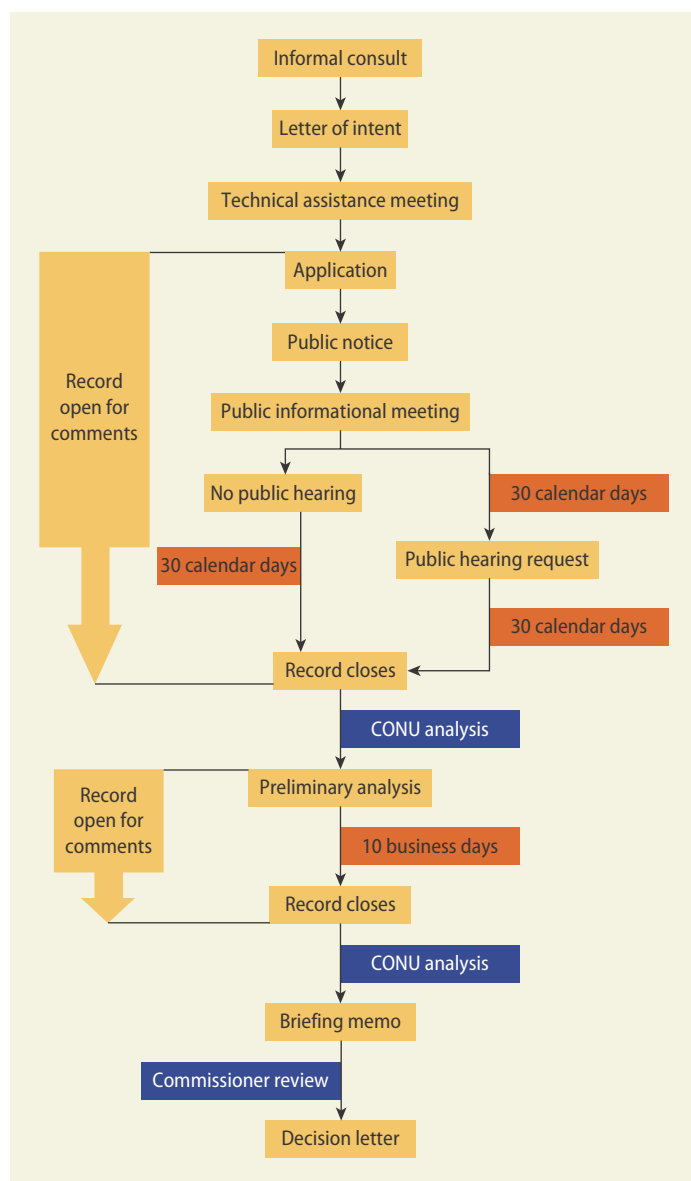 Informal consult
Letter of intent
Technical assistance meeting
Application
Public notice
Record
open for
comments
Public informational meeting
No public hearing
30 calendar days
30 calendar days
Public hearing request
30 calendar days
Record closes
CONU analysis
Preliminary analysis
Record
open for
comments
10 business days
Record closes
CONU analysis
Briefing memo
Commissioner review
Decision letter